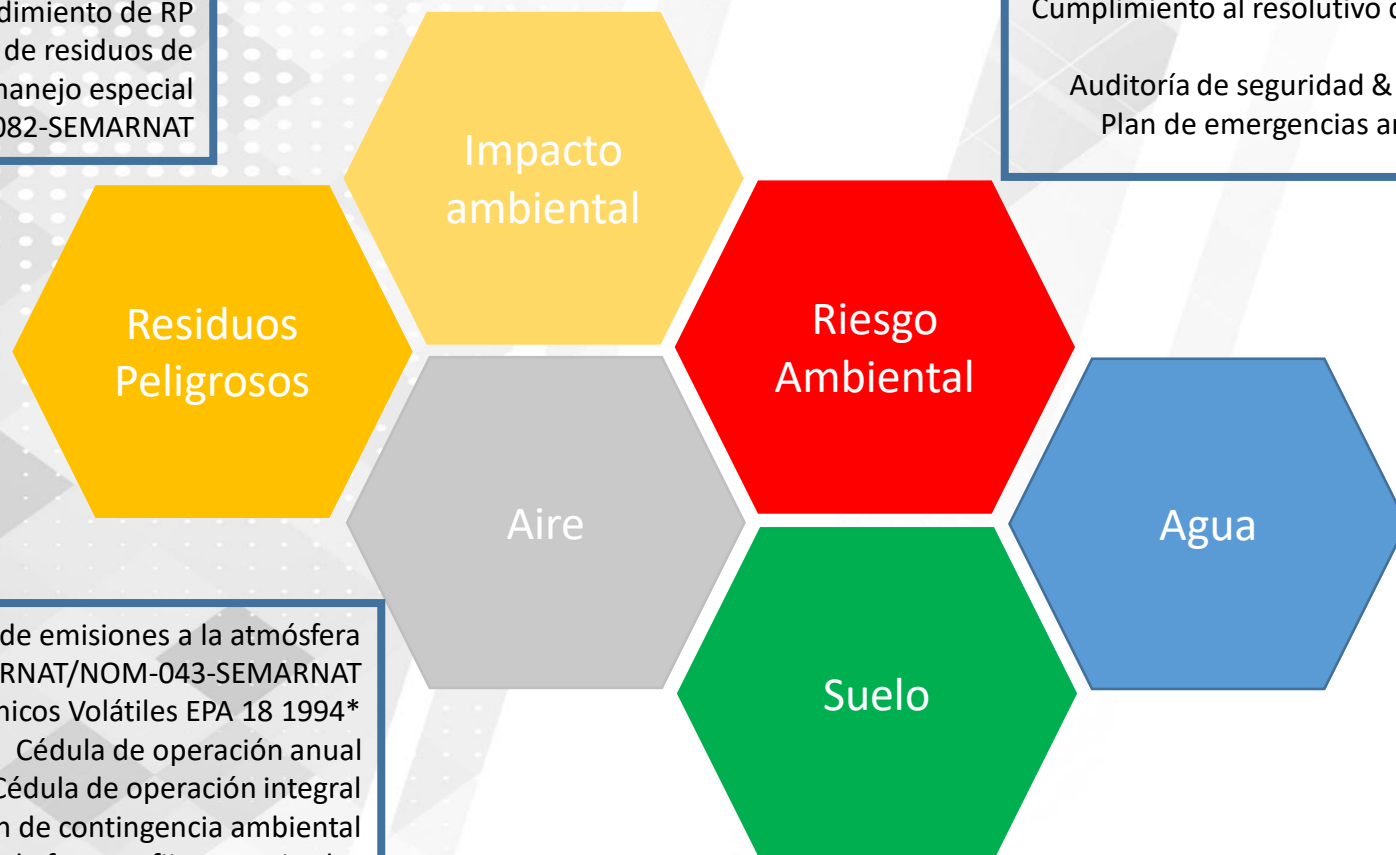 dimiento de RP
de residuos de
manejo especial
082-SEMARNAT
Cumplimiento al resolutivo
Auditoría de seguridad &
Plan de emergencias
Impacto
ambiental
Residuos
Peligrosos
Riesgo
Ambiental
Aire
Agua
Suelo
de emisiones a la atmósfera
RNAT/NOM-043-SEMARNAT
nicos Volátiles EPA 18 1994*
Cédula de operación anual
Cédula de operación integral
n de contingencia ambiental